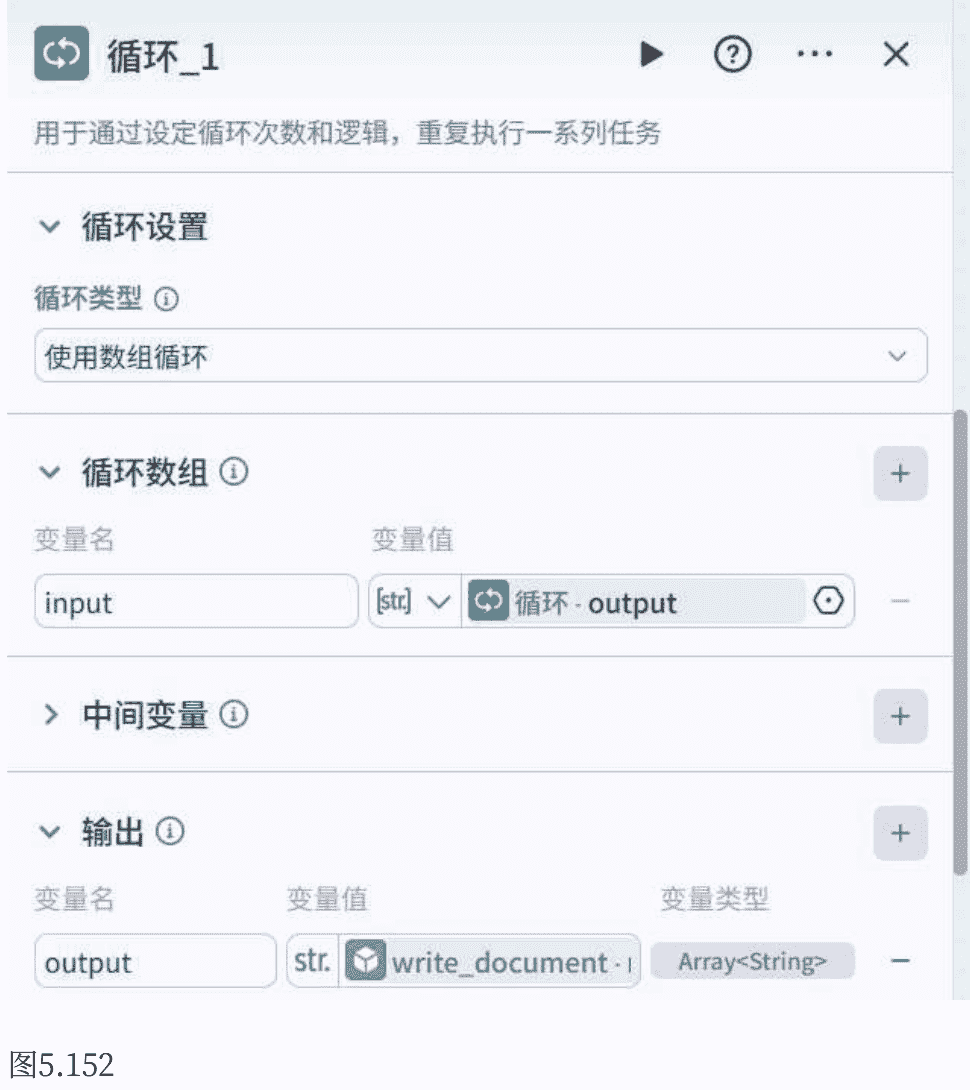 循环_1
用于通过设定循环次数和逻辑，重复执行一系列任务
循环设置
循环类型
使用数组循环
循环数组
变量名 变量值
input [str.] 循环 · output
中间变量
输出
变量名 变量值 变量类型
output str. write_document · Array<String>
图5.152